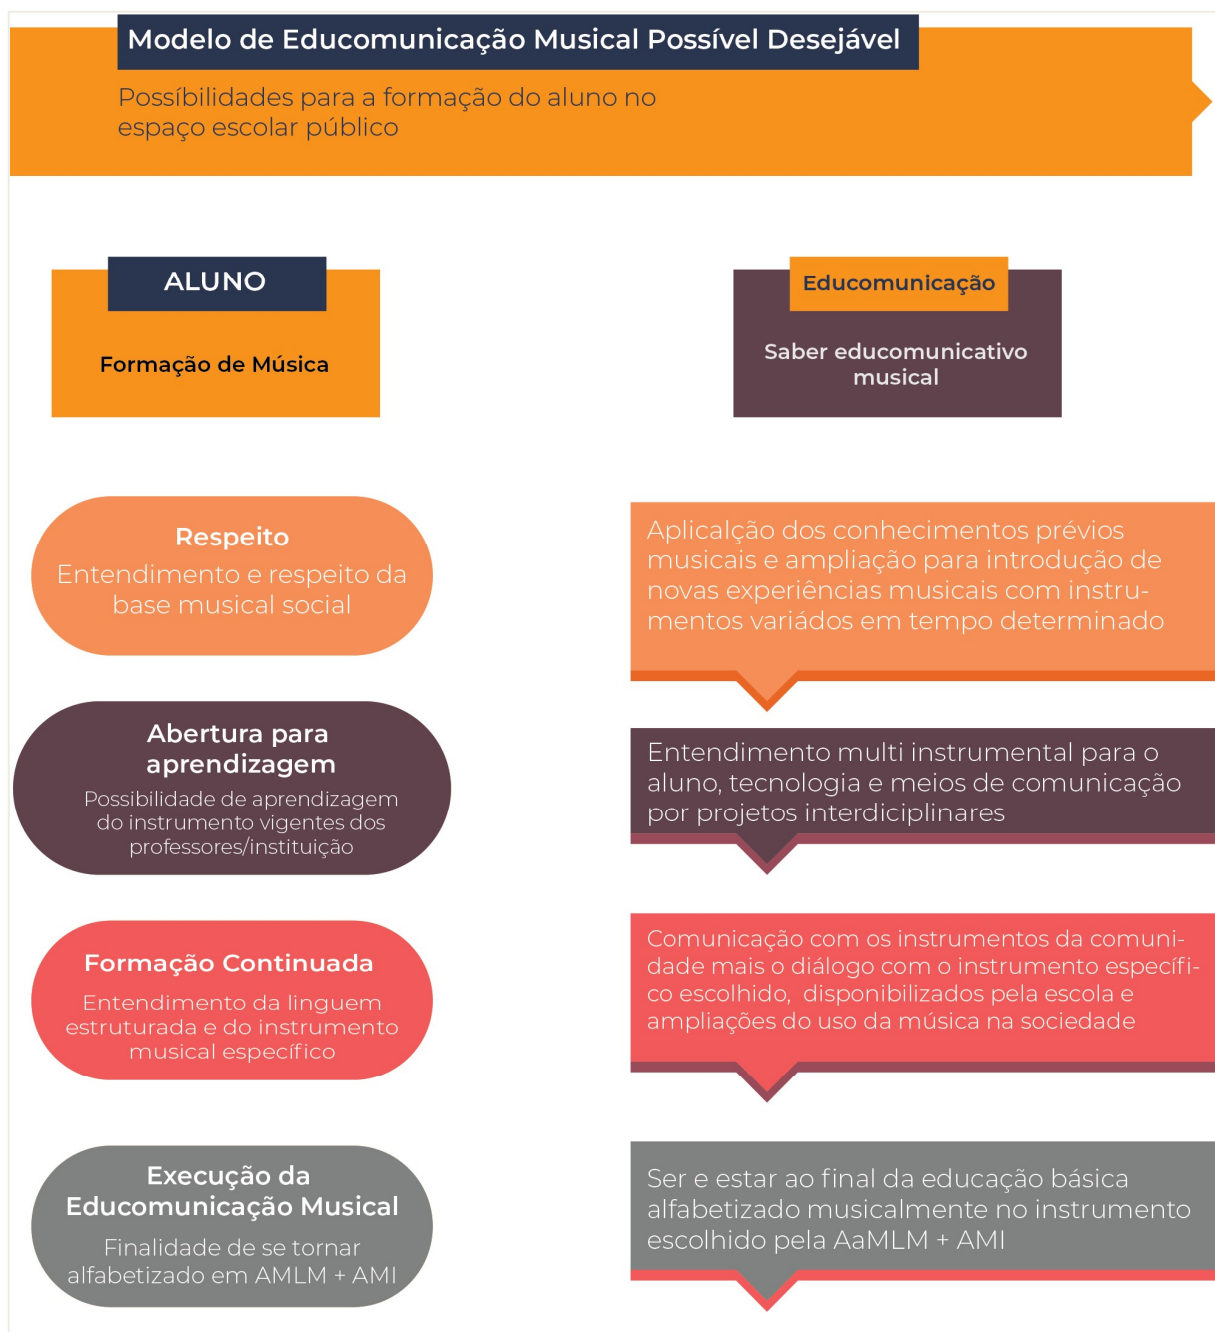 Modelo de Educomunicação Musical Possível Desejável
Possíbilidades para a formação do aluno no
espaço escolar público
ALUNO
Formação de Música
Educomunicação
Saber educomunicativo
musical
Respeito
Entendimento e respeito da
base musical social
Aplicalção dos conhecimentos prévios
musicais e ampliação para introdução de
novas experiências musicais com instru-
mentos variádos em tempo determinado
Abertura para
aprendizagem
Possibilidade de aprendizagem
do instrumento vigentes dos
professores/instituição
Entendimento multi instrumental para o
aluno, tecnologia e meios de comunicação
por projetos interdiciplinares
Formação Continuada
Entendimento da linguem
estruturada e do instrumento
musical específico
Comunicação com os instrumentos da comuni-
dade mais o diálogo com o instrumento específi-
co escolhido, disponibilizados pela escola e
ampliações do uso da música na sociedade
Execução da
Educomunicação Musical
Finalidade de se tornar
alfabetizado em AMLM + AMI
Ser e estar ao final da educação básica
alfabetizado musicalmente no instrumento
escolhido pela AaMLM + AMI